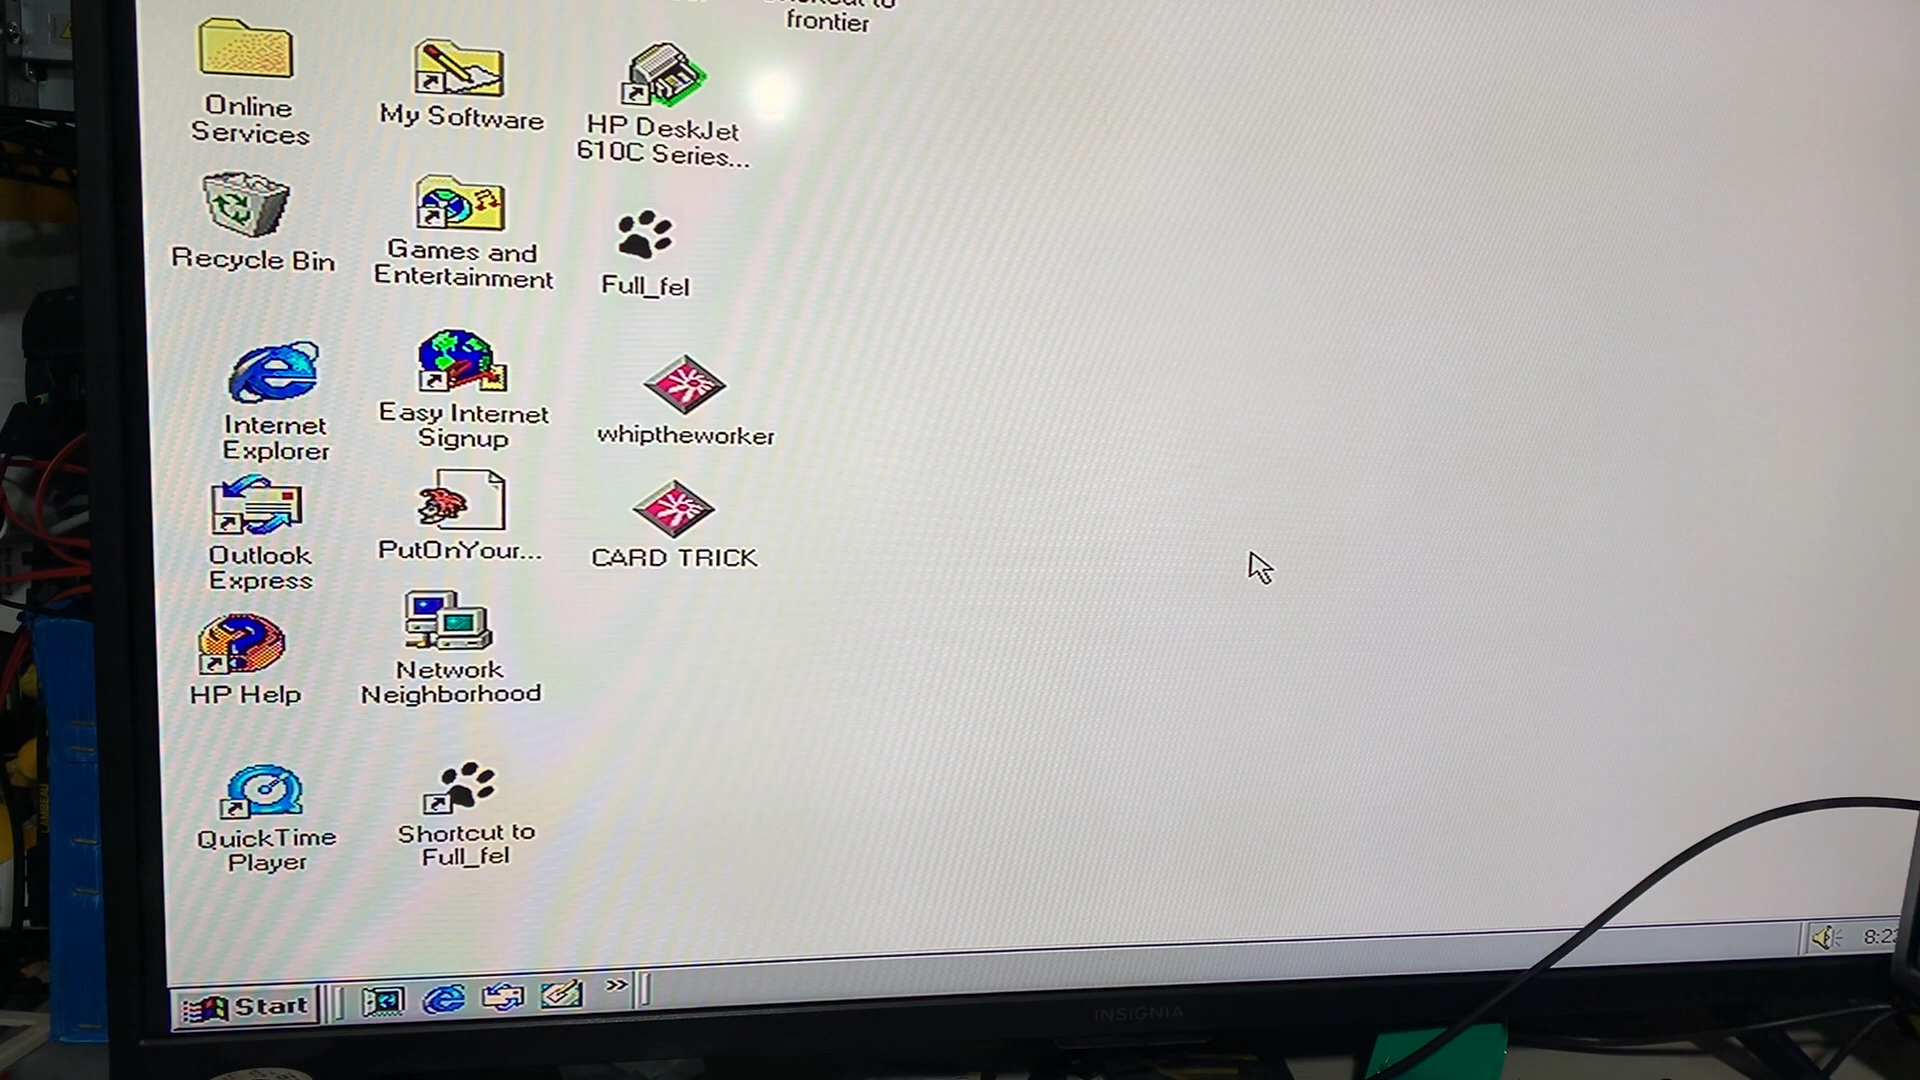 frontier
Online
Services
My Software
HP DeskJet
610C Series...
Recycle Bin
Games and
Entertainment
Full_fel
Internet
Explorer
Easy Internet
Signup
whiptheworker
Outlook
Express
PutOnYour...
CARD TRICK
HP Help
Network
Neighborhood
QuickTime
Player
Shortcut to
Full_fel
Start
INSIGNIA
LAMBEAU